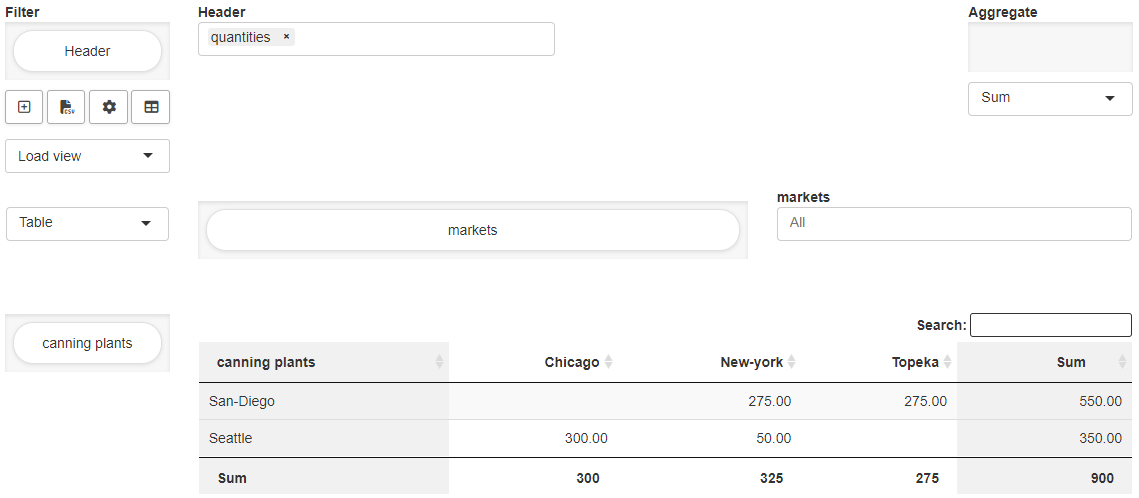 Filter Header Aggregate
Header quantities ×
CSV
Sum
Load view
markets
Table markets All
Search:
canning plants
canning plants Chicago New-york Topeka Sum
San-Diego 275.00 275.00 550.00
Seattle 300.00 50.00 350.00
Sum 300 325 275 900